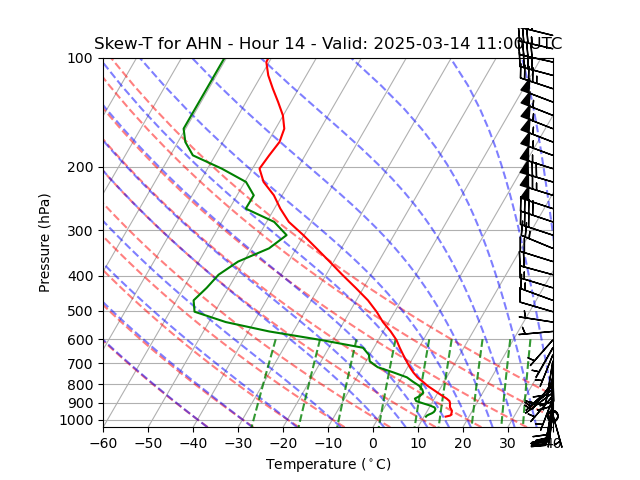 Skew-T for AHN - Hour 14 - Valid: 2025-03-14 11:00 UTC
100
200
300
400
500
600
700
800
900
1000
Pressure (hPa)
−60 −50 −40 −30 −20 −10 0 10 20 30 40
Temperature (°C)